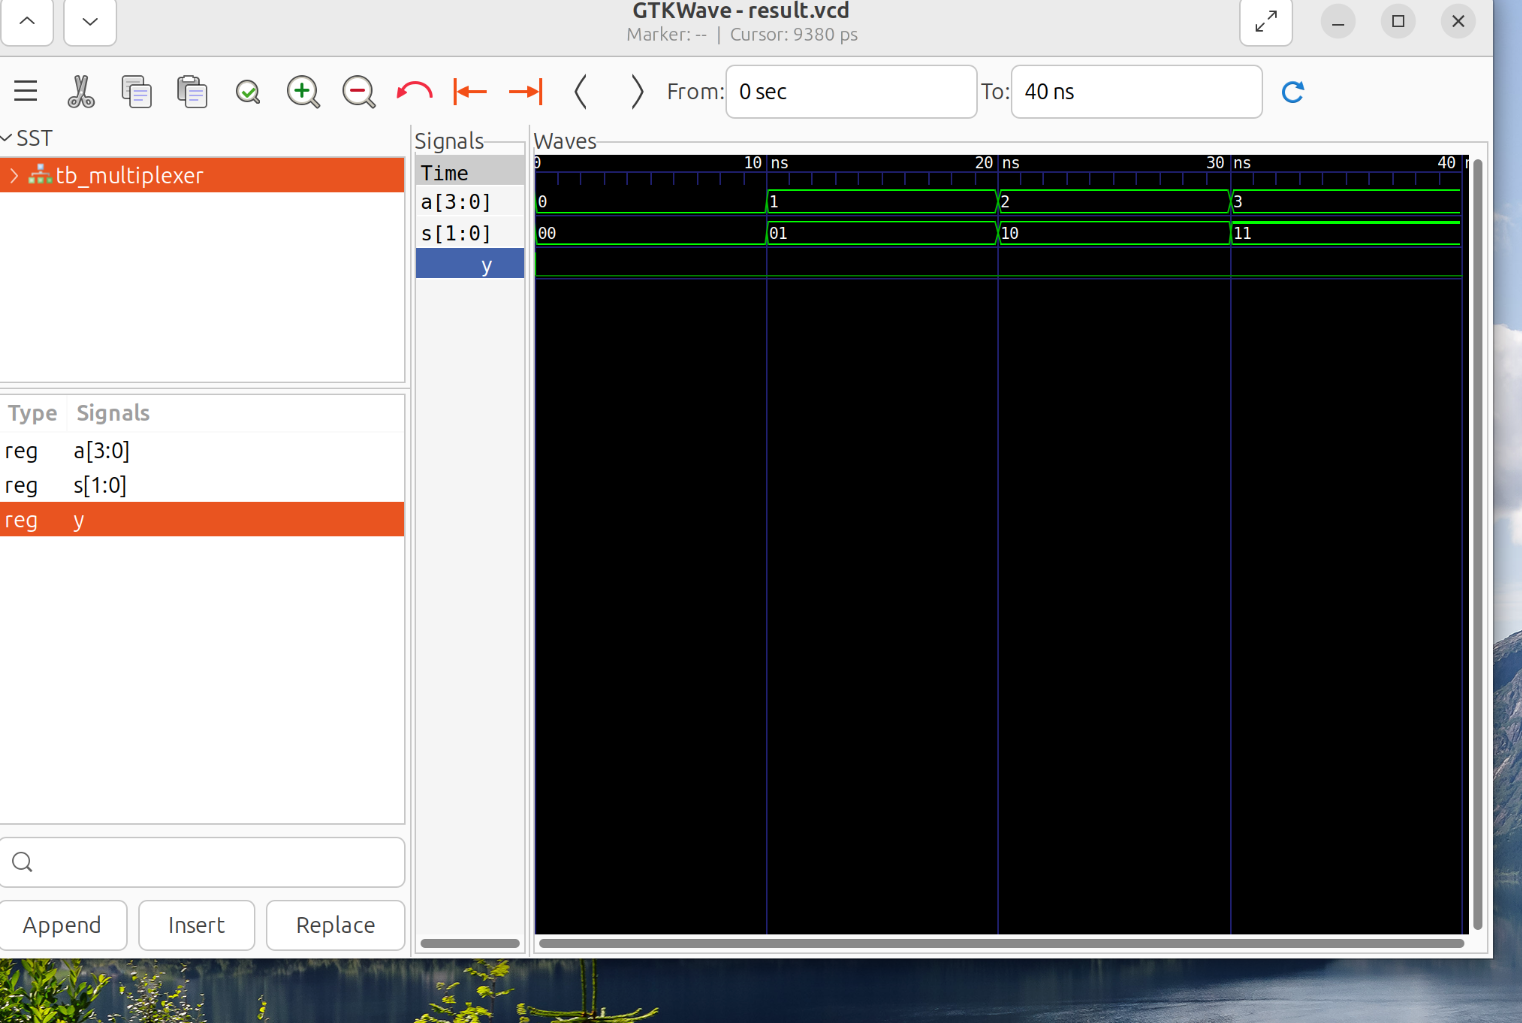 GTKWave - result.vcd
Marker: -- | Cursor: 9380 ps
From: 0 sec To: 40 ns
SST
tb_multiplexer
Type Signals
reg a[3:0]
reg s[1:0]
reg y
Append Insert Replace
Signals
Time
a[3:0]
s[1:0]
y
Waves
0 10 ns 20 ns 30 ns 40
0 1 2 3
00 01 10 11